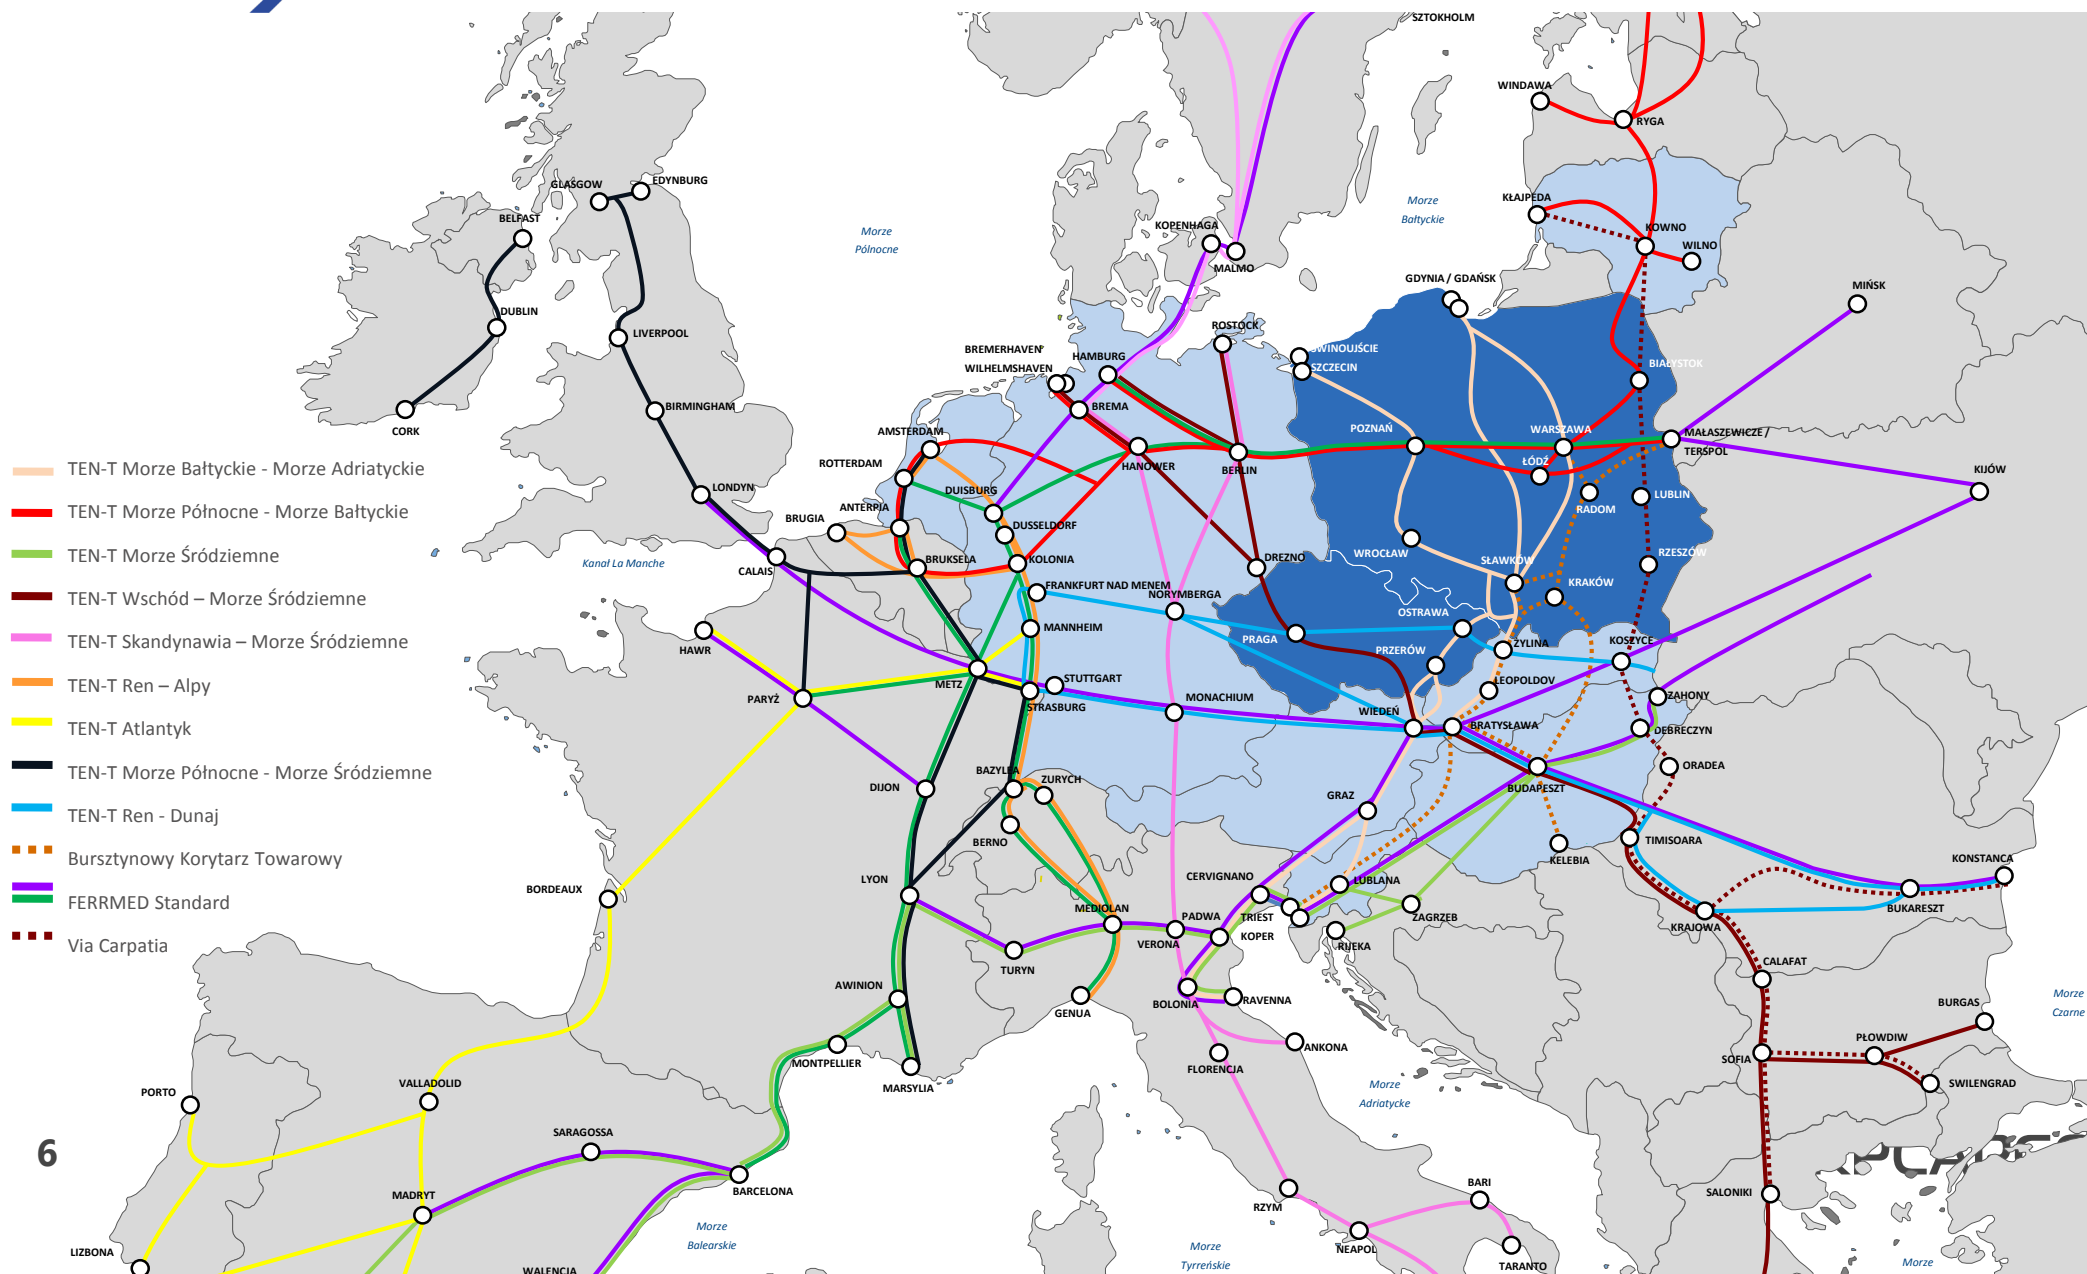 SZTOKHOLM
WINDAWA
RYGA
GLASGOW
EDYNBURG
BELFAST
Morze
Północne
KOPENHAGA
MALMO
Morze
Bałtyckie
KŁAJPEDA
KOWNO
WILNO
DUBLIN
LIVERPOOL
GDYNIA / GDAŃSK
MIŃSK
ROSTOCK
BREMERHAVEN
WILHELMSHAVEN
HAMBURG
ŚWINOUJŚCIE
SZCZECIN
BIAŁYSTOK
BIRMINGHAM
BREMA
CORK
AMSTERDAM
POZNAŃ
WARSZAWA
MAŁASZEWICZE /
TERSPOL
ROTTERDAM
HANOWER
BERLIN
ŁÓDŹ
KIJÓW
LONDYN
DUISBURG
LUBLIN
RADOM
ANTERPIA
BRUGIA
DUSSELDORF
WROCŁAW
SŁAWKÓW
RZESZÓW
Kanał La Manche
CALAIS
BRUKSELA
KOLONIA
DREZNO
KRAKÓW
FRANKFURT NAD MENEM
NORYMBERGA
OSTRAWA
HAWR
MANNHEIM
PRAGA
PRZERÓW
ŻYLINA
KOSZYCE
METZ
STUTTGART
LEOPOLDOV
ZAHONY
PARYŻ
STRASBURG
MONACHIUM
WIEDEŃ
BRATYSŁAWA
DEBRECZYN
BAZYLEA
ZURYCH
DIJON
GRAZ
BUDAPESZT
ORADEA
BERNO
KELEBIA
TIMISOARA
KONSTANCA
BORDEAUX
LYON
CERVIGNANO
LUBLANA
BUKARESZT
MEDIOLAN
PADWA
TRIEST
ZAGRZEB
KRAJOWA
VERONA
KOPER
RIJEKA
TURYN
CALAFAT
AWINION
GENUA
BOLONIA
RAVENNA
BURGAS
Morze
Czarne
MONTPELLIER
MARSYLIA
FLORENCJA
ANKONA
SOFIA
PŁOWDIW
SWILENGRAD
PORTO
VALLADOLID
Morze
Adriatyckie
SARAGOSSA
BARCELONA
MADRYT
RZYM
BARI
SALONIKI
Morze
Balearskie
NEAPOL
TARANTO
LIZBONA
WALENCJA
Morze
Tyrreńskie
Morze
TEN-T Morze Bałtyckie - Morze Adriatyckie
TEN-T Morze Północne - Morze Bałtyckie
TEN-T Morze Śródziemne
TEN-T Wschód – Morze Śródziemne
TEN-T Skandynawia – Morze Śródziemne
TEN-T Ren – Alpy
TEN-T Atlantyk
TEN-T Morze Północne - Morze Śródziemne
TEN-T Ren - Dunaj
Bursztynowy Korytarz Towarowy
FERRMED Standard
Via Carpatia
6